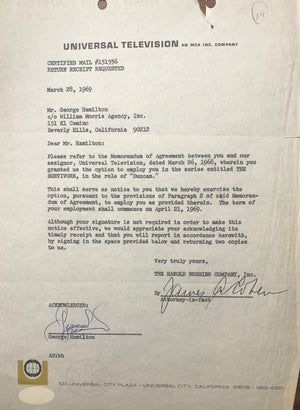 14
UNIVERSAL TELEVISION AN MCA INC. COMPANY
CERTIFIED MAIL #151556
RETURN RECEIPT REQUESTED
March 28, 1969
Mr. George Hamilton
c/o William Morris Agency, Inc.
151 El Camino
Beverly Hills, California 90212
Dear Mr. Hamilton:
Please refer to the Memorandum of Agreement between you and our
assignor, Universal Television, dated March 26, 1968, wherein you
granted us the option to employ you in the series entitled THE
SURVIVORS, in the role of "Duncan."
This shall serve as notice to you that we hereby exercise the
option, pursuant to the provisions of Paragraph 2 of said Memoran-
dum of Agreement, to employ you as provided therein. The term of
your employment shall commence on April 21, 1969.
Although your signature is not required in order to make this
notice effective, we would appreciate your acknowledging its
timely receipt and that you will report in accordance herewith,
by signing in the space provided below and returning two copies
to us.
Very truly yours,
THE HAROLD ROBBINS COMPANY, Inc.
By
Attorney-in-fact
ACKNOWLEDGED:
George Hamilton
AH:bb
100 UNIVERSAL CITY PLAZA · UNIVERSAL CITY, CALIFORNIA 91608 · 985-4321